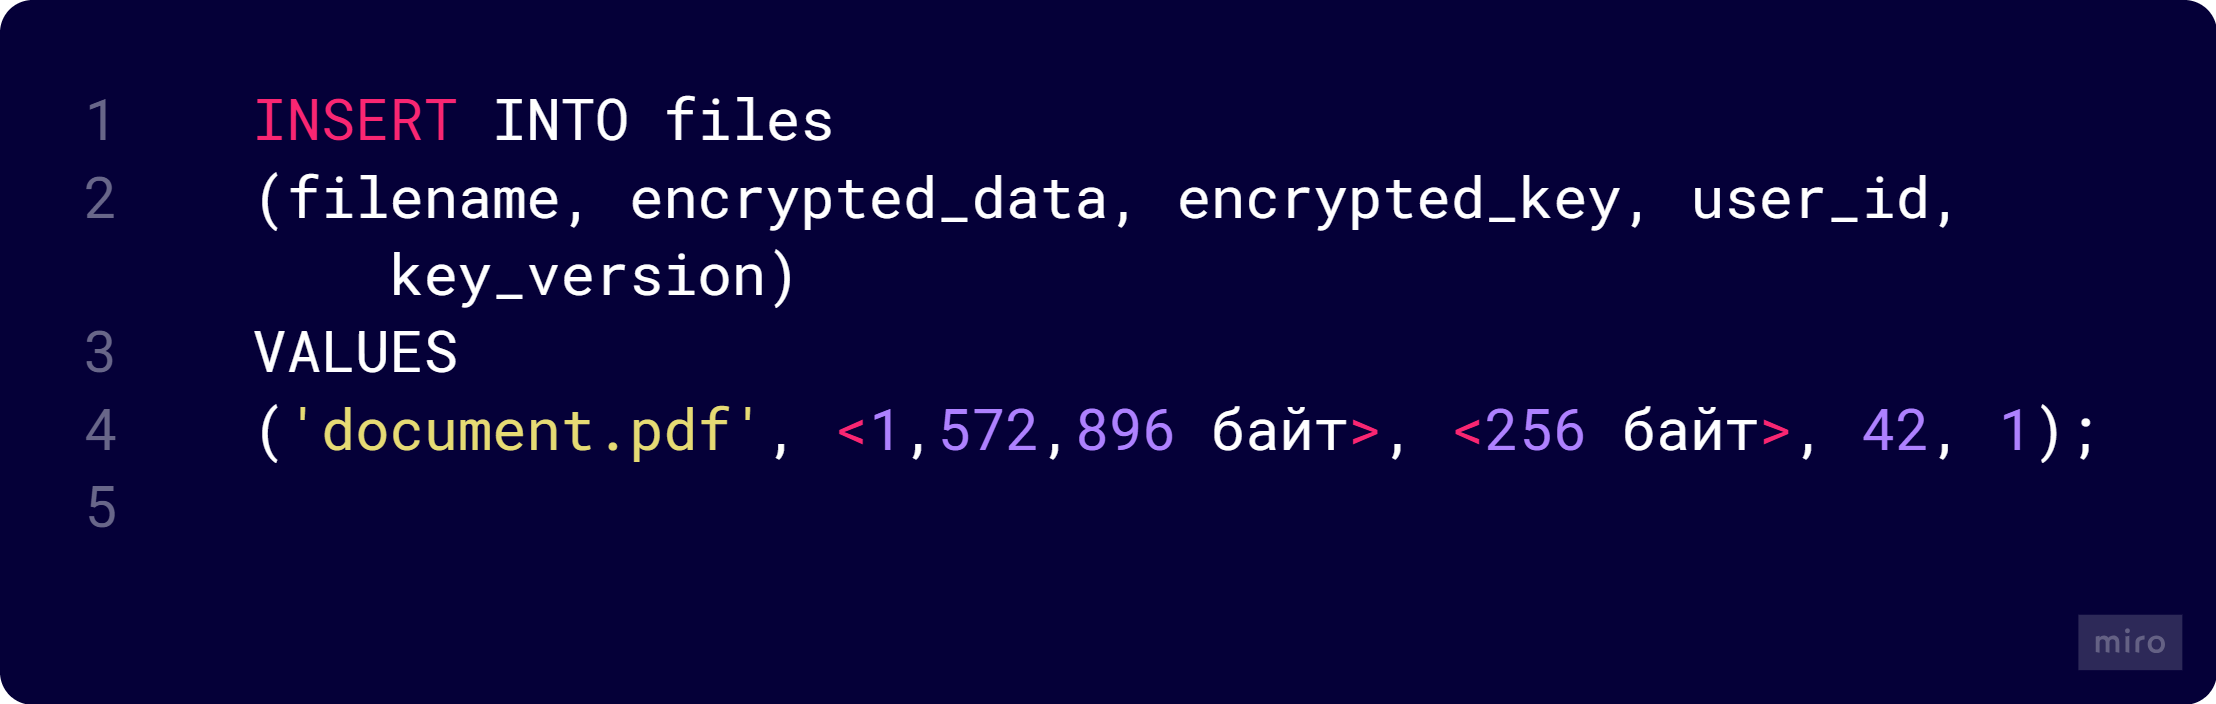 1 INSERT INTO files
2 (filename, encrypted_data, encrypted_key, user_id,
key_version)
3 VALUES
4 ('document.pdf', <1,572,896 байт>, <256 байт>, 42, 1);
5
miro